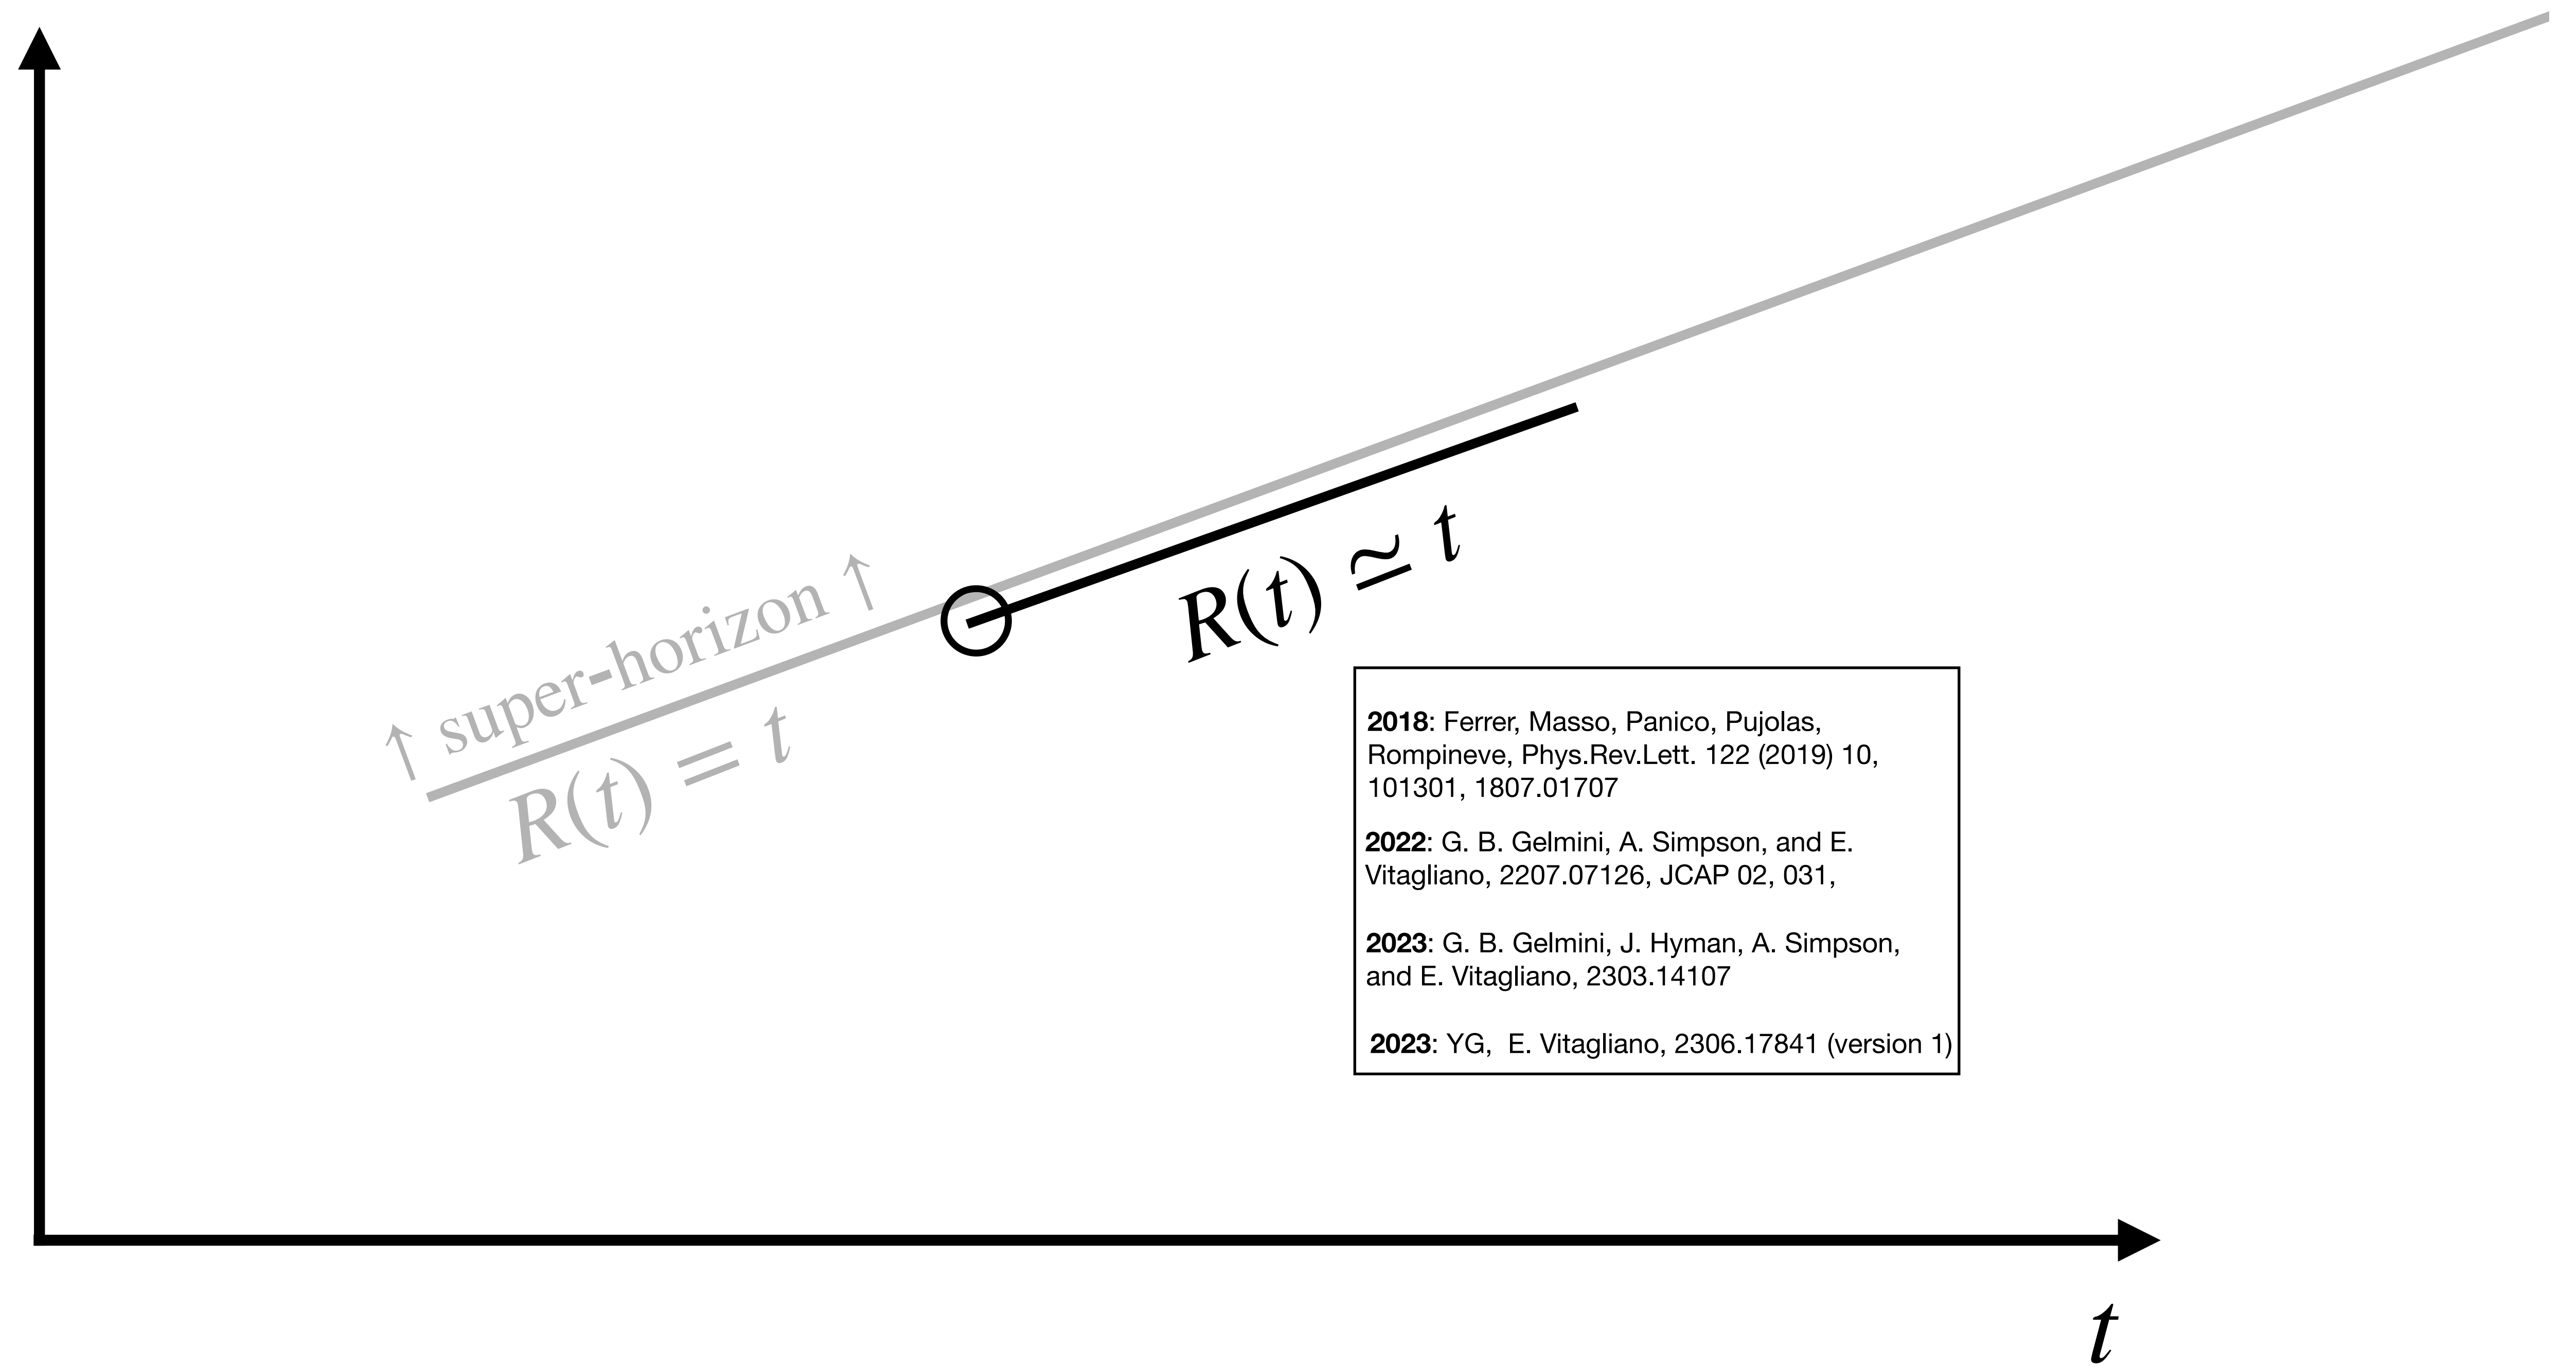 ↑ super-horizon ↑
R(t) = t
R(t) ≃ t
2018: Ferrer, Masso, Panico, Pujolas,
Rompineve, Phys.Rev.Lett. 122 (2019) 10,
101301, 1807.01707
2022: G. B. Gelmini, A. Simpson, and E.
Vitagliano, 2207.07126, JCAP 02, 031,
2023: G. B. Gelmini, J. Hyman, A. Simpson,
and E. Vitagliano, 2303.14107
2023: YG,  E. Vitagliano, 2306.17841 (version 1)
t